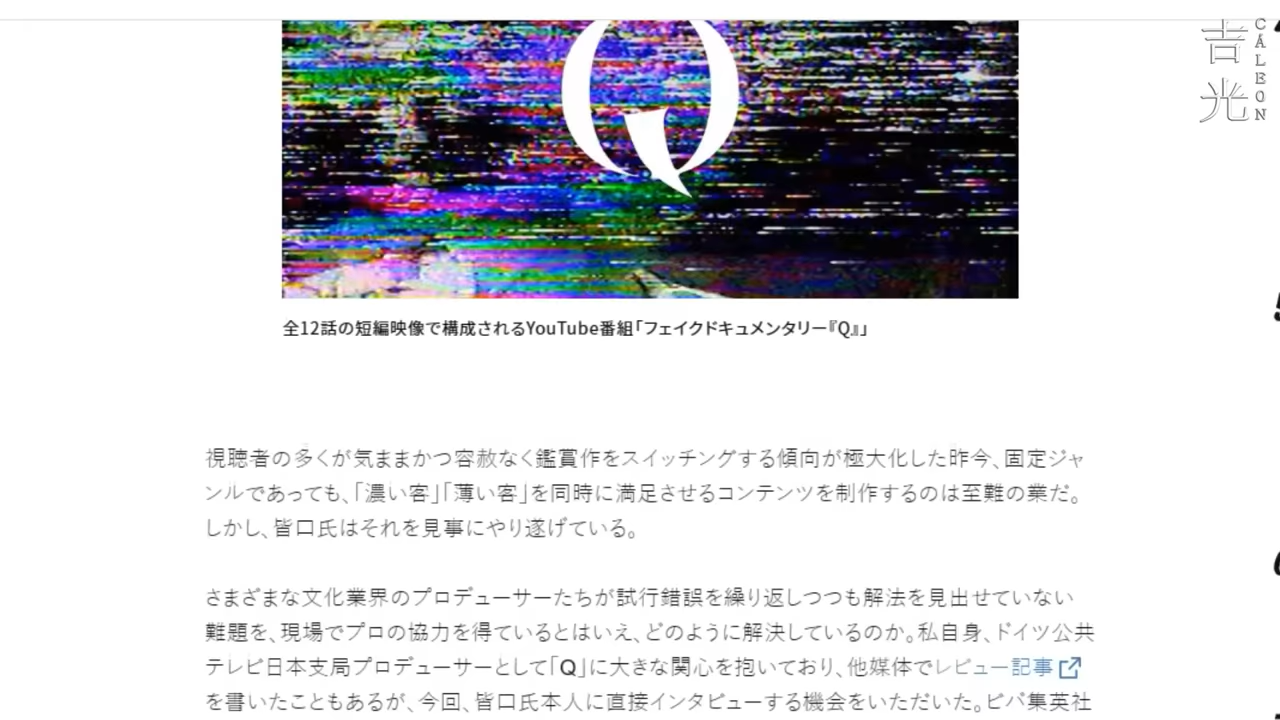 Q
吉光
CALEON
全12話の短編映像で構成されるYouTube番組「フェイクドキュメンタリー『Q』」
視聴者の多くが気ままかつ容赦なく鑑賞作をスイッチングする傾向が極大化した昨今、固定ジャ
ンルであっても、「濃い客」「薄い客」を同時に満足させるコンテンツを制作するのは至難の業だ。
しかし、皆口氏はそれを見事にやり遂げている。
さまざまな文化業界のプロデューサーたちが試行錯誤を繰り返しつつも解法を見出せていない
難題を、現場でプロの協力を得ているとはいえ、どのように解決しているのか。私自身、ドイツ公共
テレビ日本支局プロデューサーとして「Q」に大きな関心を抱いており、他媒体でレビュー記事
を書いたこともあるが、今回、皆口氏本人に直接インタビューする機会をいただいた。ビバ集英社